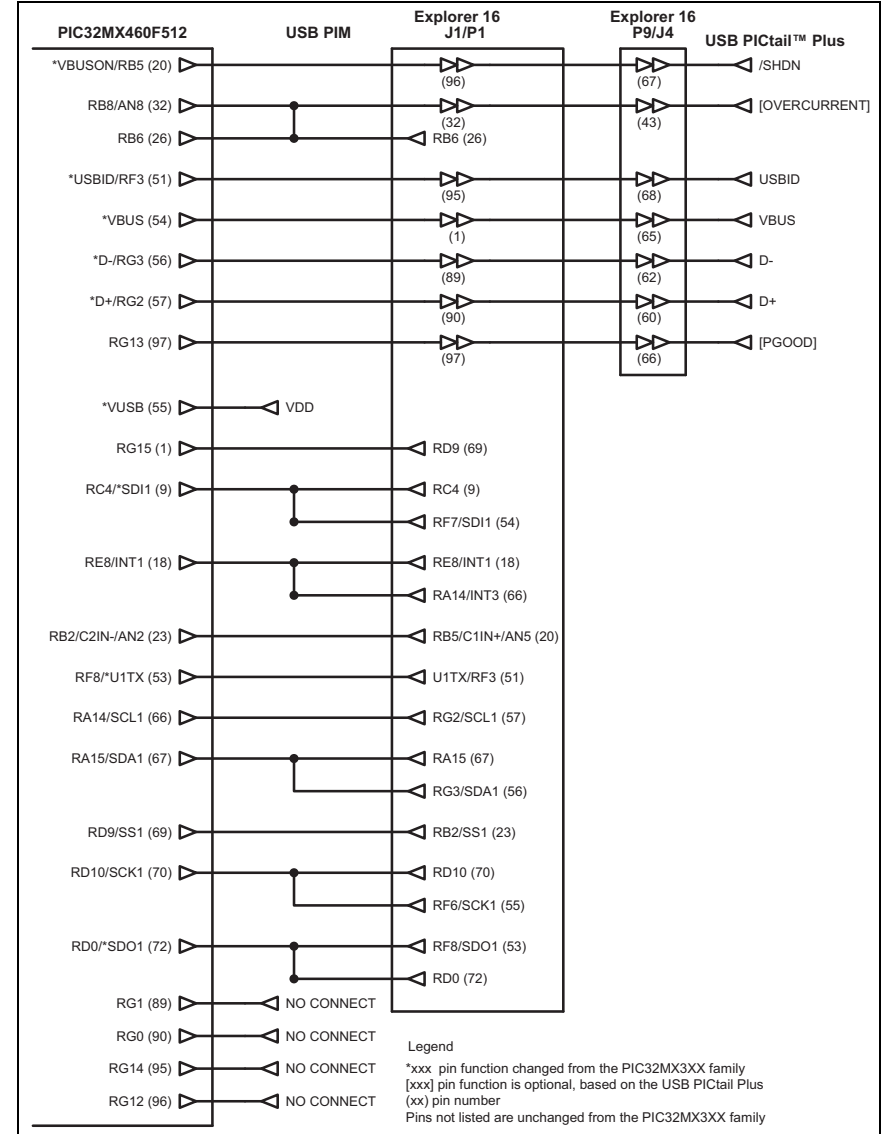 PIC32MX460F512 USB PIM Explorer 16 J1/P1 Explorer 16 P9/J4 USB PICtail™ Plus
*VBUSON/RB5 (20) (96) (67) /SHDN
RB8/AN8 (32) (32) (43) [OVERCURRENT]
RB6 (26) RB6 (26)
*USBID/RF3 (51) (95) (68) USBID
*VBUS (54) (1) (65) VBUS
*D-/RG3 (56) (89) (62) D-
*D+/RG2 (57) (90) (60) D+
RG13 (97) (97) (66) [PGOOD]
*VUSB (55) VDD
RG15 (1) RD9 (69)
RC4/*SDI1 (9) RC4 (9)
RF7/SDI1 (54)
RE8/INT1 (18) RE8/INT1 (18)
RA14/INT3 (66)
RB2/C2IN-/AN2 (23) RB5/C1IN+/AN5 (20)
RF8/*U1TX (53) U1TX/RF3 (51)
RA14/SCL1 (66) RG2/SCL1 (57)
RA15/SDA1 (67) RA15 (67)
RG3/SDA1 (56)
RD9/SS1 (69) RB2/SS1 (23)
RD10/SCK1 (70) RD10 (70)
RF6/SCK1 (55)
RD0/*SDO1 (72) RF8/SDO1 (53)
RD0 (72)
RG1 (89) NO CONNECT
RG0 (90) NO CONNECT
RG14 (95) NO CONNECT
RG12 (96) NO CONNECT
Legend
*xxx pin function changed from the PIC32MX3XX family
[xxx] pin function is optional, based on the USB PICtail Plus
(xx) pin number
Pins not listed are unchanged from the PIC32MX3XX family